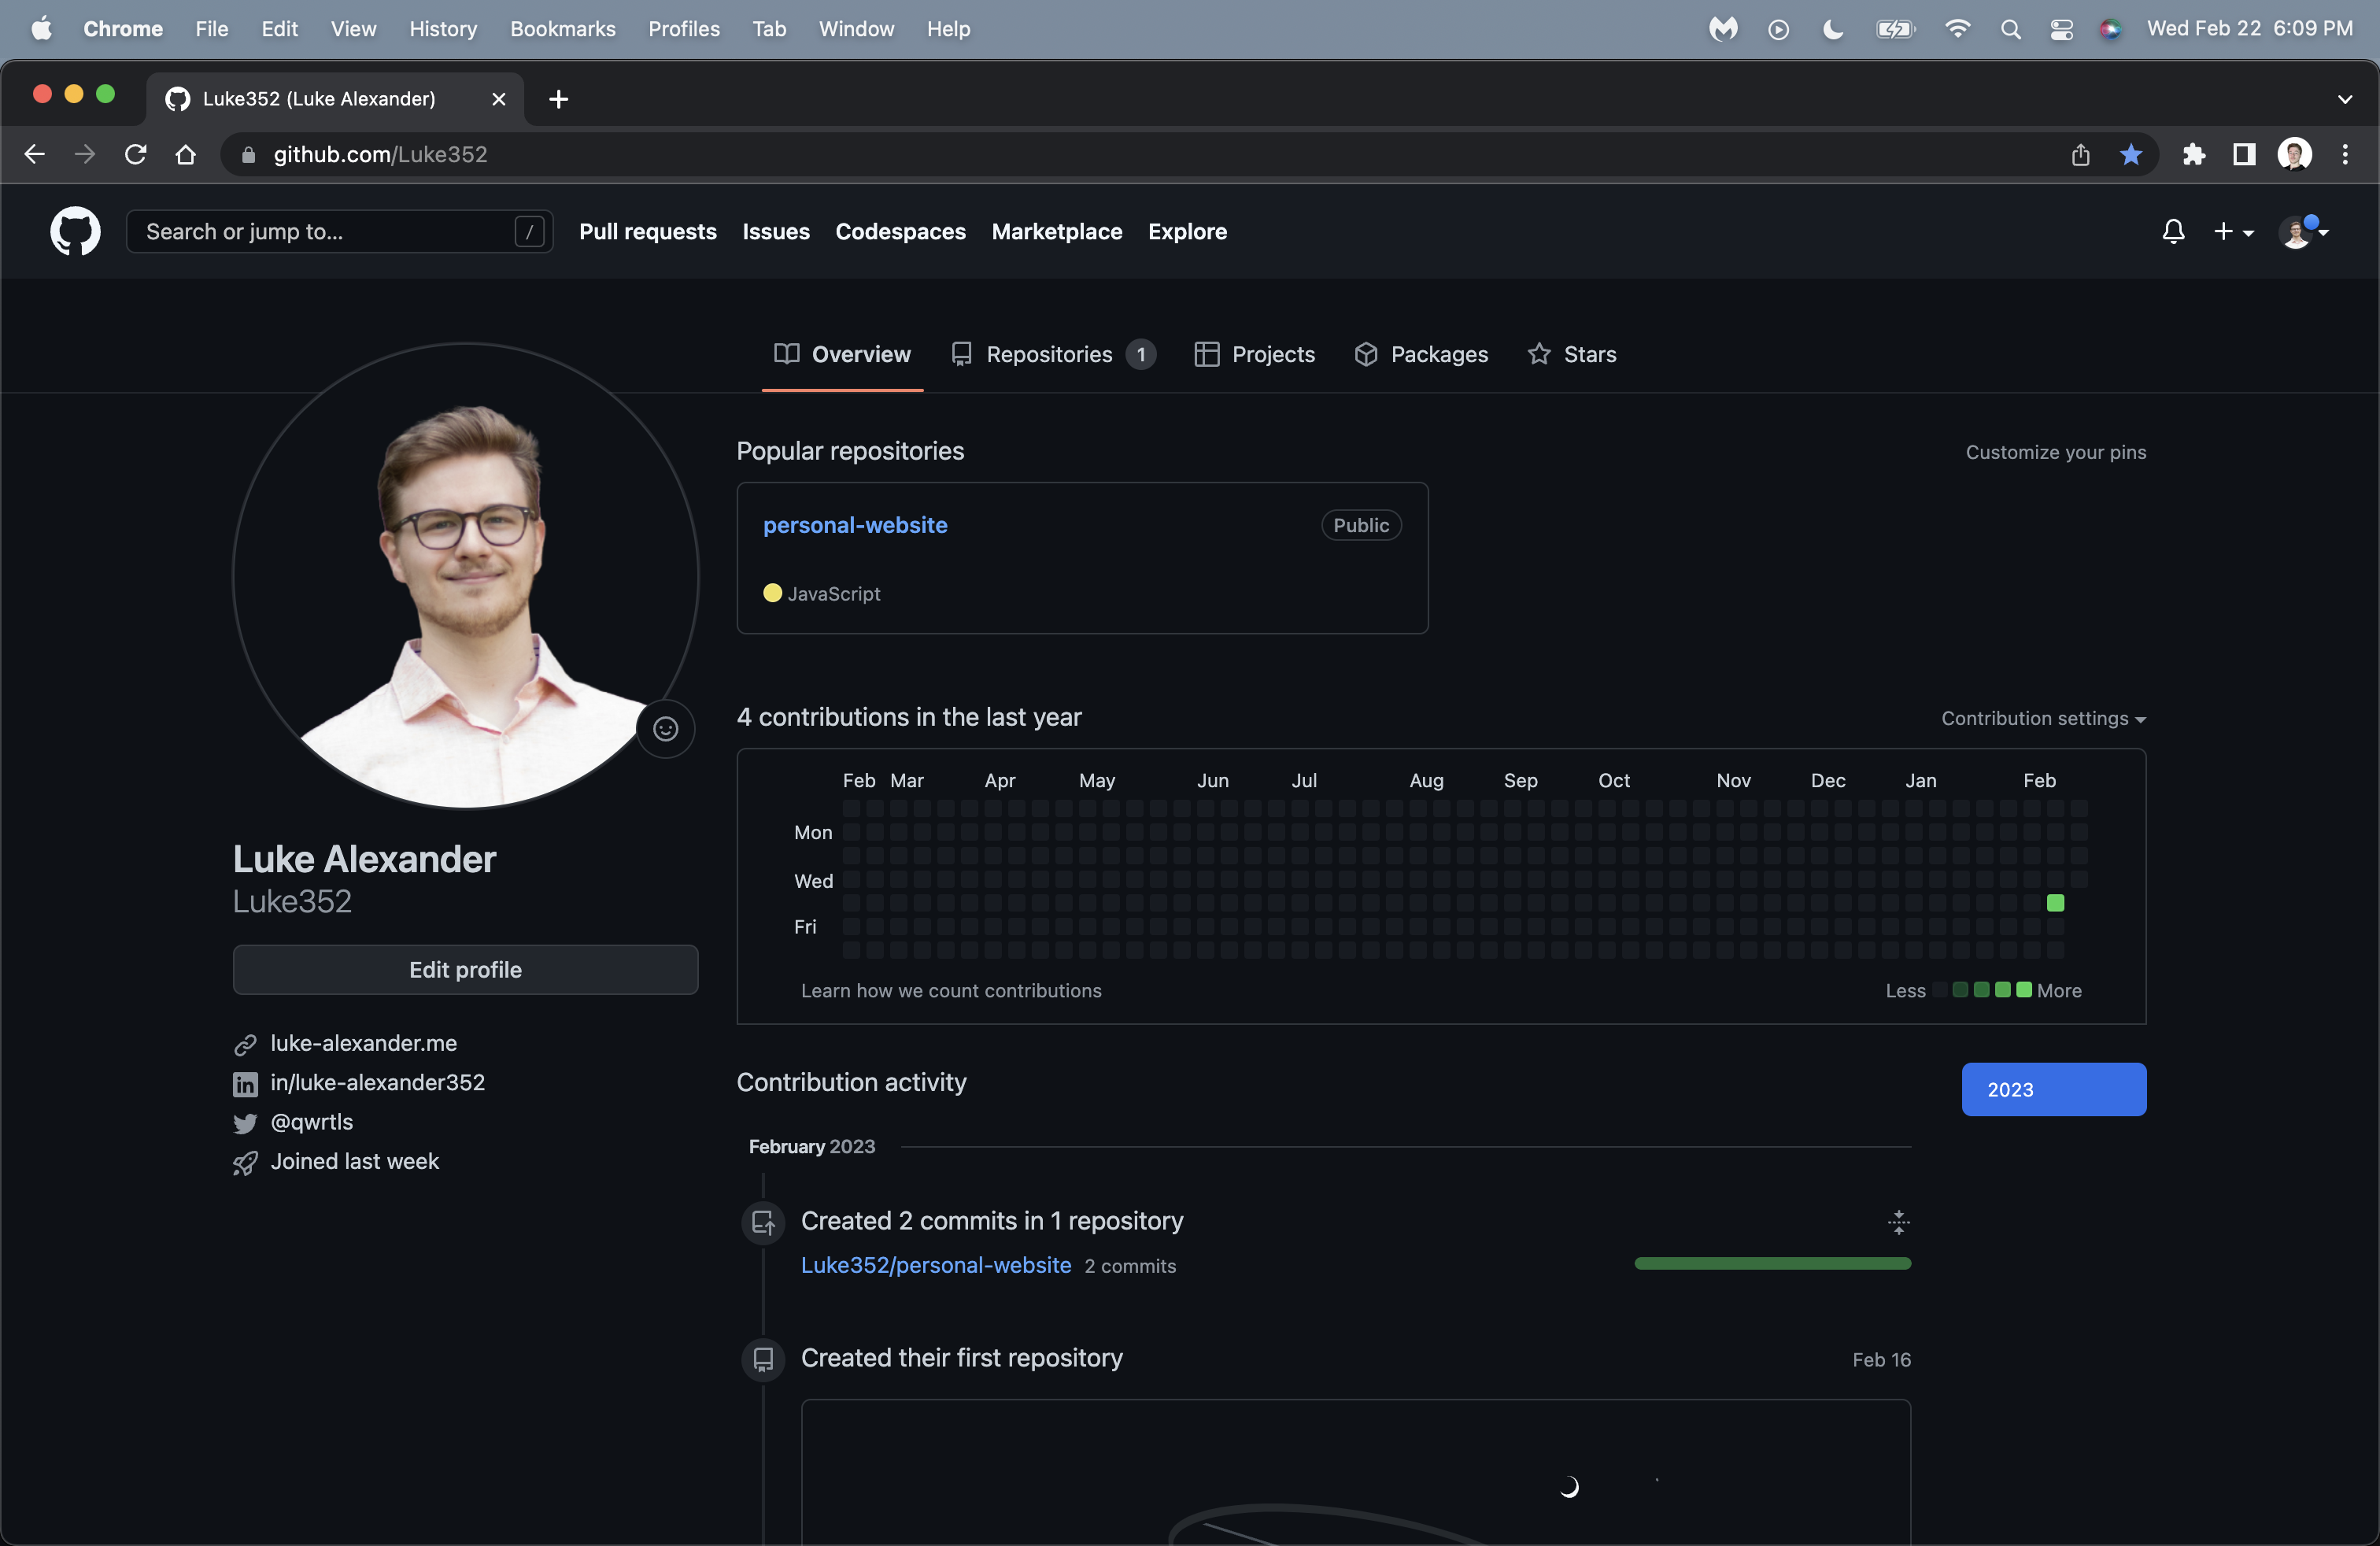 Chrome File Edit View History Bookmarks Profiles Tab Window Help Wed Feb 22 6:09 PM
Luke352 (Luke Alexander)
github.com/Luke352
Search or jump to... / Pull requests Issues Codespaces Marketplace Explore
Overview Repositories 1 Projects Packages Stars
Popular repositories Customize your pins
personal-website Public
JavaScript
4 contributions in the last year Contribution settings
Feb Mar Apr May Jun Jul Aug Sep Oct Nov Dec Jan Feb
Mon
Wed
Fri
Learn how we count contributions Less More
Luke Alexander
Luke352
Edit profile
luke-alexander.me
in/luke-alexander352
@qwrtls
Joined last week
Contribution activity 2023
February 2023
Created 2 commits in 1 repository
Luke352/personal-website 2 commits
Created their first repository Feb 16